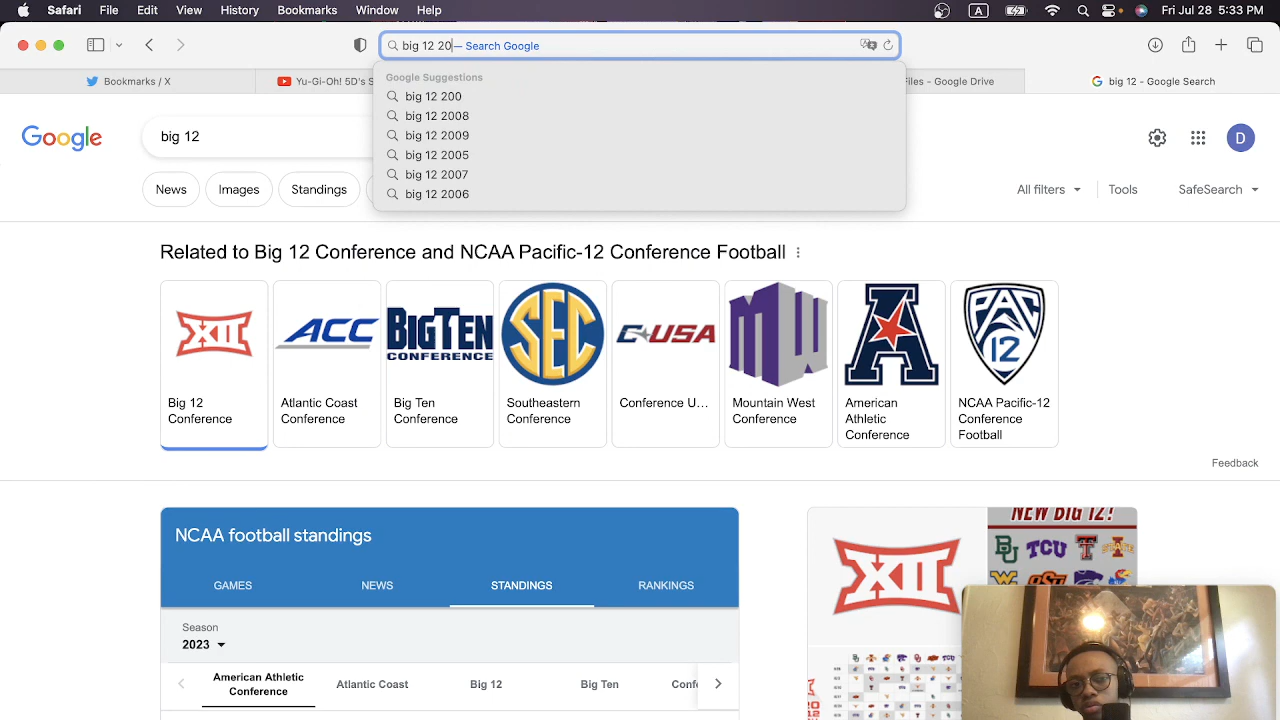 Safari File Edit View History Bookmarks Window Help A Fri Jul 28 5:33 PM
big 12 20 — Search Google
Bookmarks / X
Yu-Gi-Oh! 5D's S
Files - Google Drive
big 12 - Google Search
Google Suggestions
big 12 200
big 12 2008
big 12 2009
big 12 2005
big 12 2007
big 12 2006
Google
big 12
D
News
Images
Standings
All filters
Tools
SafeSearch
Related to Big 12 Conference and NCAA Pacific-12 Conference Football
XII
ACC
BIGTEN
CONFERENCE
SEC
C USA
MW
A
PAC
12
Big 12
Conference
Atlantic Coast
Conference
Big Ten
Conference
Southeastern
Conference
Conference U...
Mountain West
Conference
American
Athletic
Conference
NCAA Pacific-12
Conference
Football
Feedback
NCAA football standings
GAMES
NEWS
STANDINGS
RANKINGS
Season
2023
American Athletic
Conference
Atlantic Coast
Big 12
Big Ten
Confe
XII
NEW BIG 12?
TCU